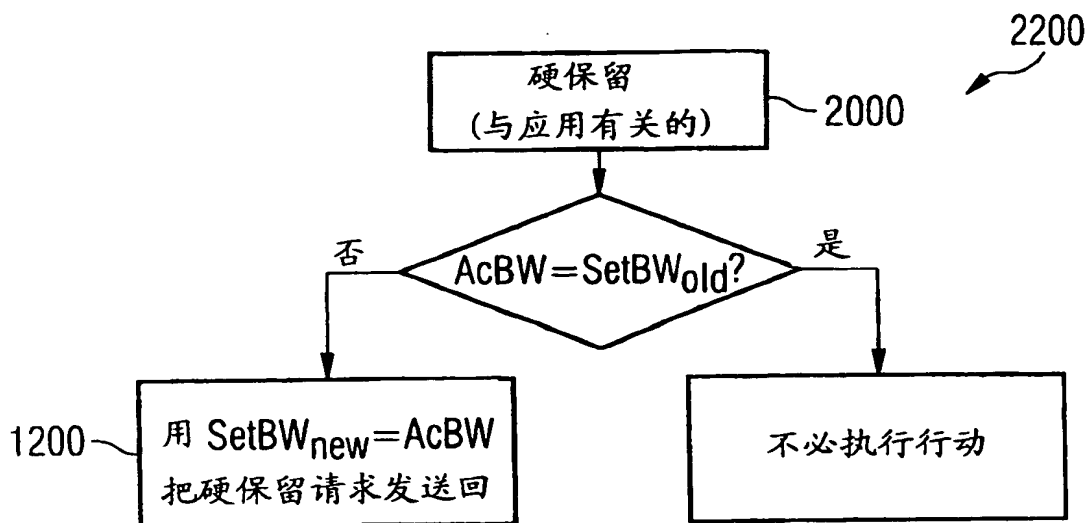 2200
硬保留
(与应用有关的)
2000
否
是
AcBW=SetBWold?
1200
用 SetBWnew=AcBW
把硬保留请求发送回
不必执行行动